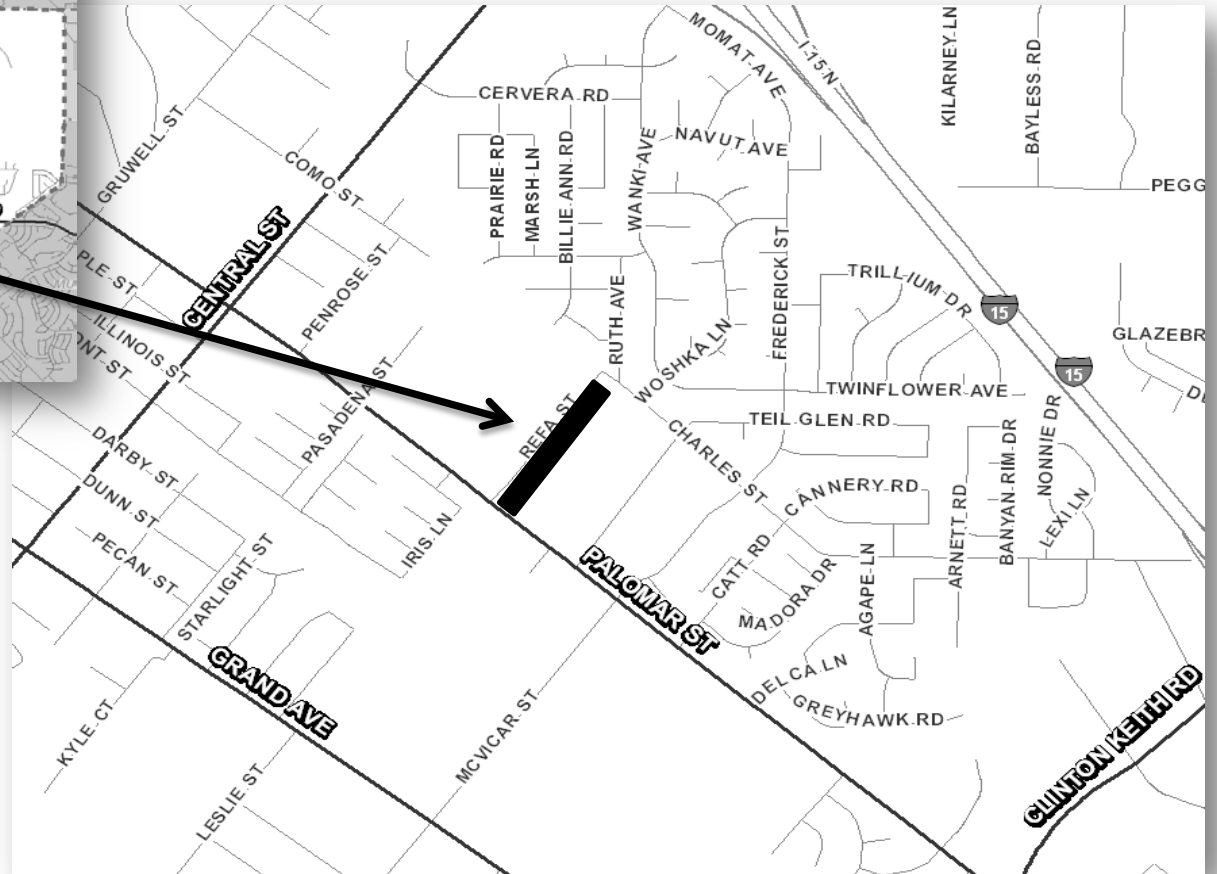 MOMAT AVE
I 15 N
KILARNEY LN
BAYLESS RD
CERVERA RD
GRUWELL ST
NAVUT AVE
PRAIRIE RD
MARSH LN
BILLIE ANN RD
WANKI AVE
COMO ST
PEGG
CENTRAL ST
PENROSE ST
PLE ST
FREDERICK ST
TRILLIUM DR
15
RUTH AVE
ILLINOIS ST
ONT ST
GLAZEBR
15
WOSHKA LN
TWINFLOWER AVE
PASADENA ST
REFA ST
TEIL GLEN RD
CHARLES ST
NONNIE DR
BANYAN RIM DR
DARBY ST
DUNN ST
CANNERY RD
LEXI LN
ARNETT RD
IRIS LN
PECAN ST
STARLIGHT ST
PALOMAR ST
CATT RD
MADORA DR
AGAPE LN
GRAND AVE
DELCA LN
GREYHAWK RD
KYLE CT
MCVICAR ST
CLINTON KEITH RD
LESLIE ST